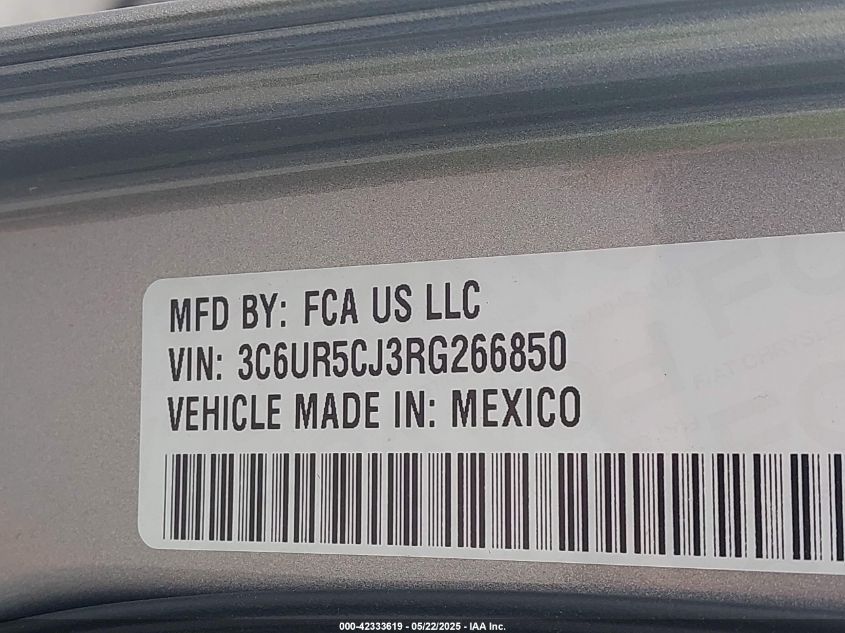 MFD BY: FCA US LLC
VIN: 3C6UR5CJ3RG266850
VEHICLE MADE IN: MEXICO
000-42333619 - 05/22/2025 - IAA Inc.